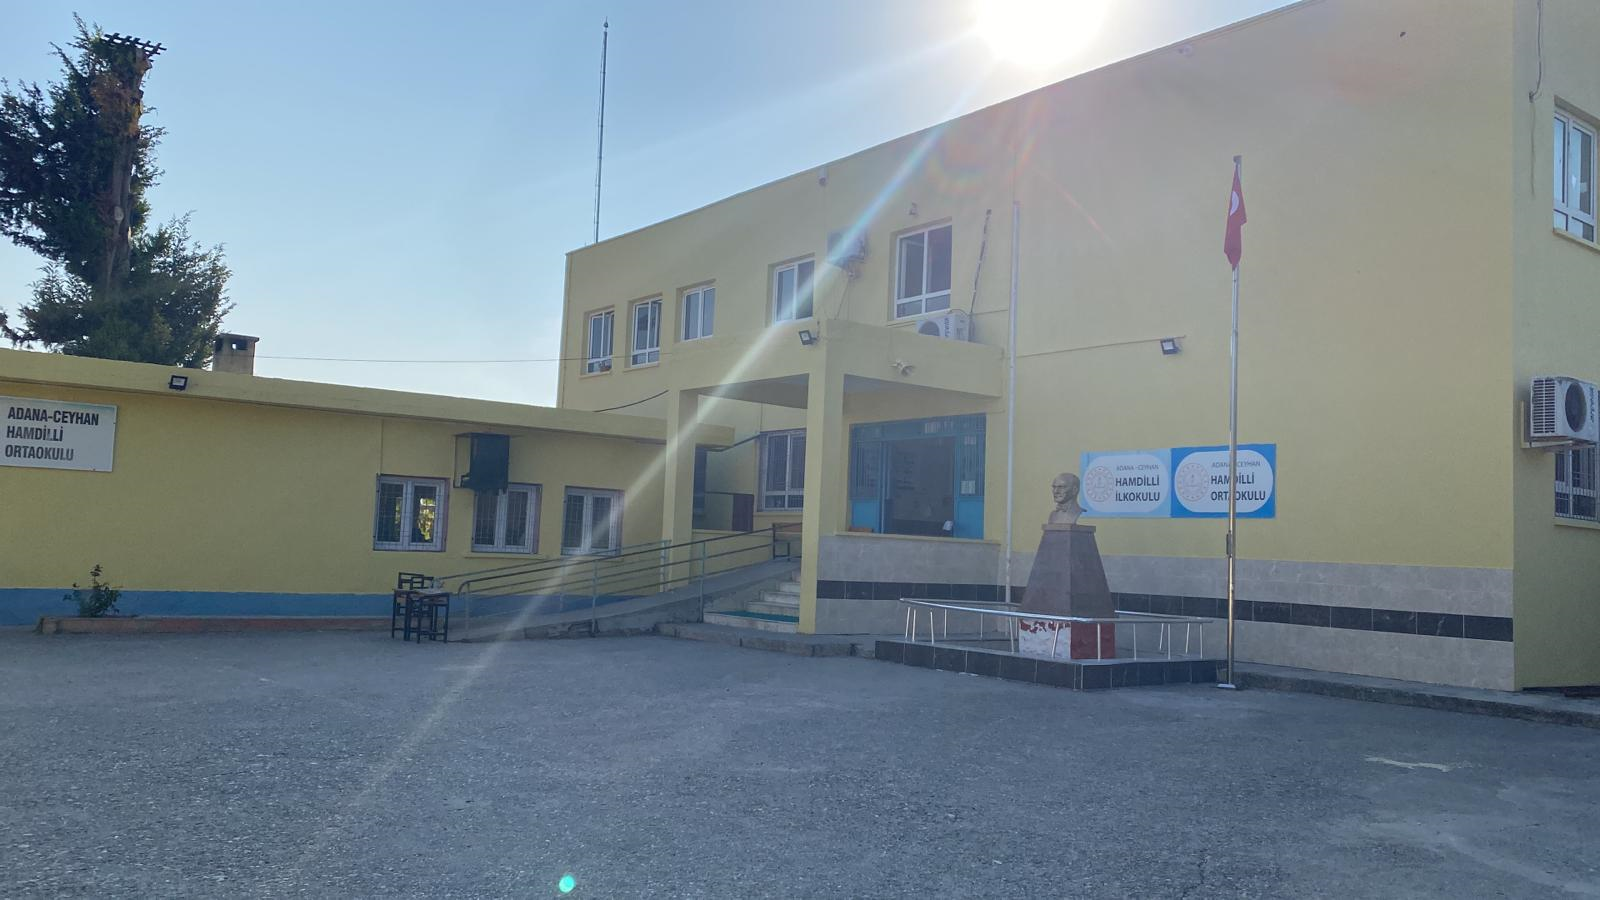 ADANA-CEYHAN
HAMDİLLİ
ORTAOKULU
ADANA - CEYHAN
HAMDİLLİ
İLKOKULU
ADANA - CEYHAN
HAMDİLLİ
ORTAOKULU